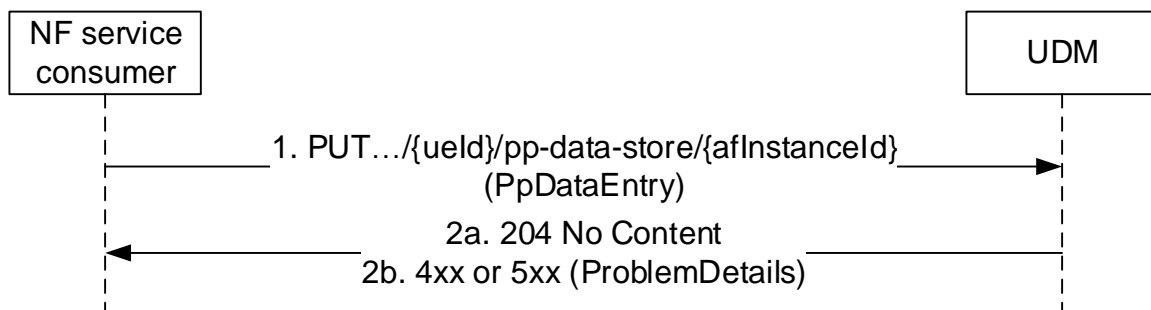 NF service
consumer
UDM
1. PUT…/{ueId}/pp-data-store/{afInstanceId}
(PpDataEntry)
2a. 204 No Content
2b. 4xx or 5xx (ProblemDetails)